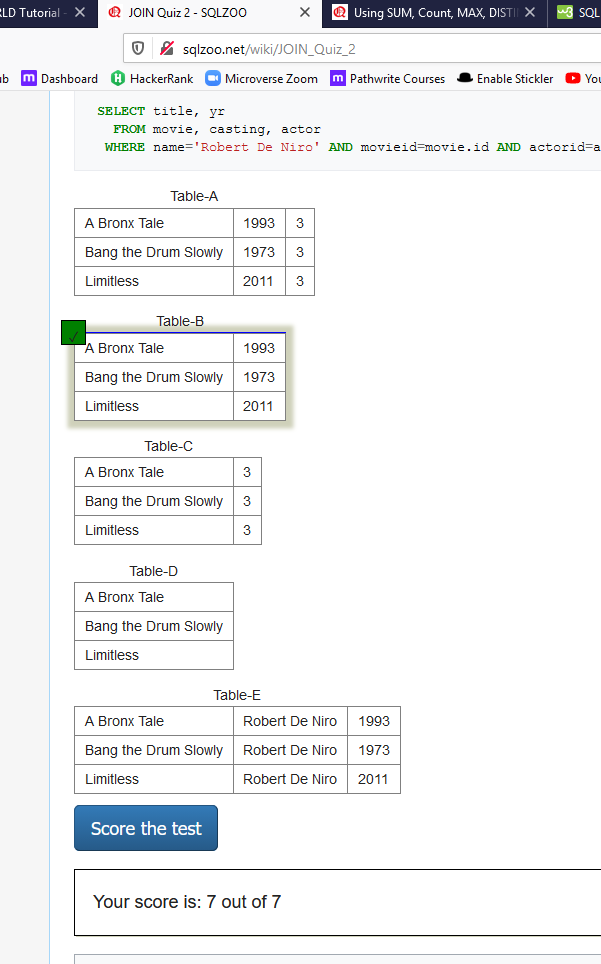 RLD Tutorial -
JOIN Quiz 2 - SQLZOO
Using SUM, Count, MAX, DISTI
SQL
sqlzoo.net/wiki/JOIN_Quiz_2
ub
Dashboard
HackerRank
Microverse Zoom
Pathwrite Courses
Enable Stickler
You
SELECT title, yr
FROM movie, casting, actor
WHERE name='Robert De Niro' AND movieid=movie.id AND actorid=a
Table-A
A Bronx Tale 1993 3
Bang the Drum Slowly 1973 3
Limitless 2011 3
Table-B
A Bronx Tale 1993
Bang the Drum Slowly 1973
Limitless 2011
Table-C
A Bronx Tale 3
Bang the Drum Slowly 3
Limitless 3
Table-D
A Bronx Tale
Bang the Drum Slowly
Limitless
Table-E
A Bronx Tale Robert De Niro 1993
Bang the Drum Slowly Robert De Niro 1973
Limitless Robert De Niro 2011
Score the test
Your score is: 7 out of 7